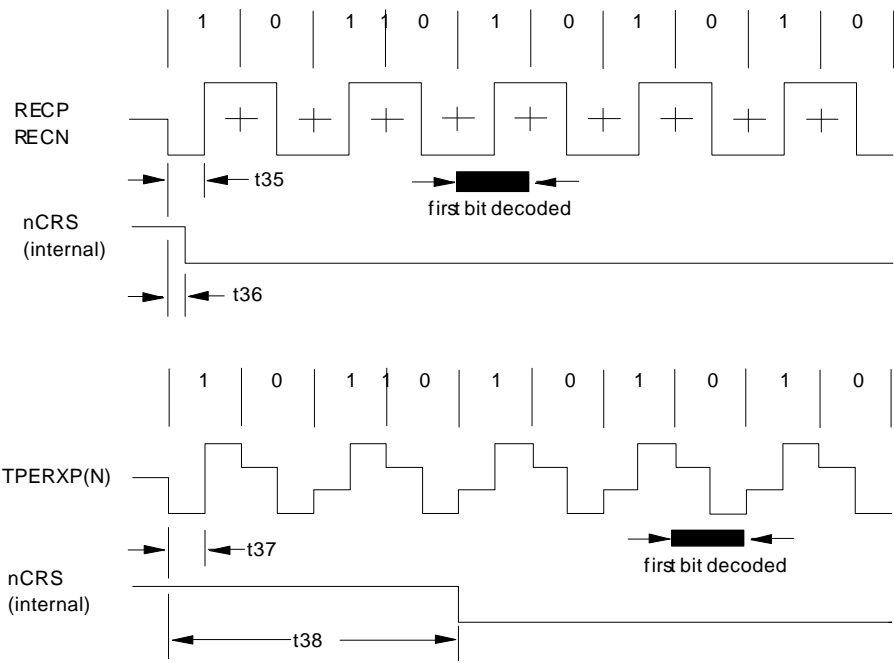 1 0 1 1 0 1 0 1 0 1 0
RECP
RECN
t35
first bit decoded
nCRS
(internal)
t36
1 0 1 1 0 1 0 1 0 1 0
TPERXP(N)
t37
first bit decoded
nCRS
(internal)
t38